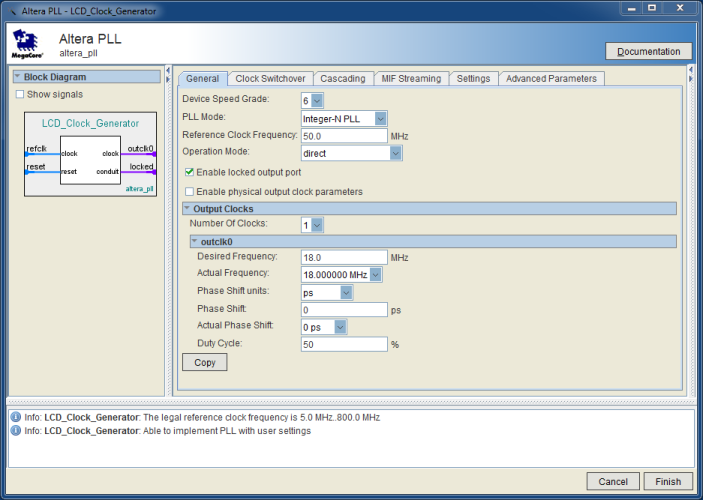 Altera PLL - LCD_Clock_Generator
Altera PLL
altera_pll
MegaCore®
Documentation
Block Diagram
Show signals
LCD_Clock_Generator
refclk clock clock outclk0
reset reset conduit locked
altera_pll
General Clock Switchover Cascading MIF Streaming Settings Advanced Parameters
Device Speed Grade: 6
PLL Mode: Integer-N PLL
Reference Clock Frequency: 50.0 MHz
Operation Mode: direct
Enable locked output port
Enable physical output clock parameters
Output Clocks
Number Of Clocks: 1
outclk0
Desired Frequency: 18.0 MHz
Actual Frequency: 18.000000 MHz
Phase Shift units: ps
Phase Shift: 0 ps
Actual Phase Shift: 0 ps
Duty Cycle: 50 %
Copy
Info: LCD_Clock_Generator: The legal reference clock frequency is 5.0 MHz..800.0 MHz
Info: LCD_Clock_Generator: Able to implement PLL with user settings
Cancel Finish